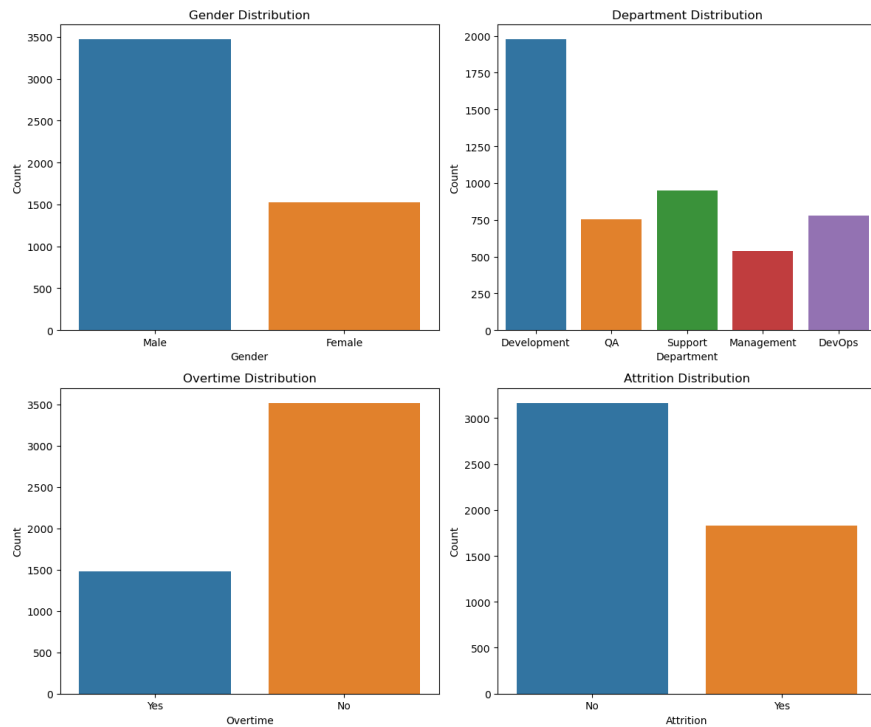 Gender Distribution
3500
3000
2500
2000
1500
1000
500
0
Count
Male Female
Gender
Department Distribution
2000
1750
1500
1250
1000
750
500
250
0
Count
Development QA Support Management DevOps
Department
Overtime Distribution
3500
3000
2500
2000
1500
1000
500
0
Count
Yes No
Overtime
Attrition Distribution
3000
2500
2000
1500
1000
500
0
Count
No Yes
Attrition